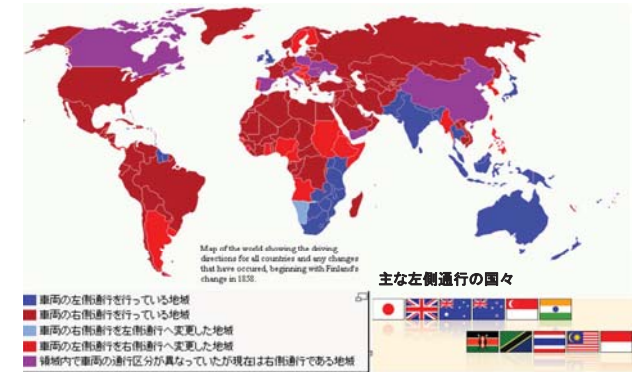 Map of the world showing the driving
directions for all countries and any changes
that have occured, beginning with Finland's
change in 1858.
主な左側通行の国々
車両の左側通行を行っている地域
車両の右側通行を行っている地域
車両の右側通行を左側通行へ変更した地域
車両の左側通行を右側通行へ変更した地域
領域内で車両の通行区分が異なっていたが現在は右側通行である地域